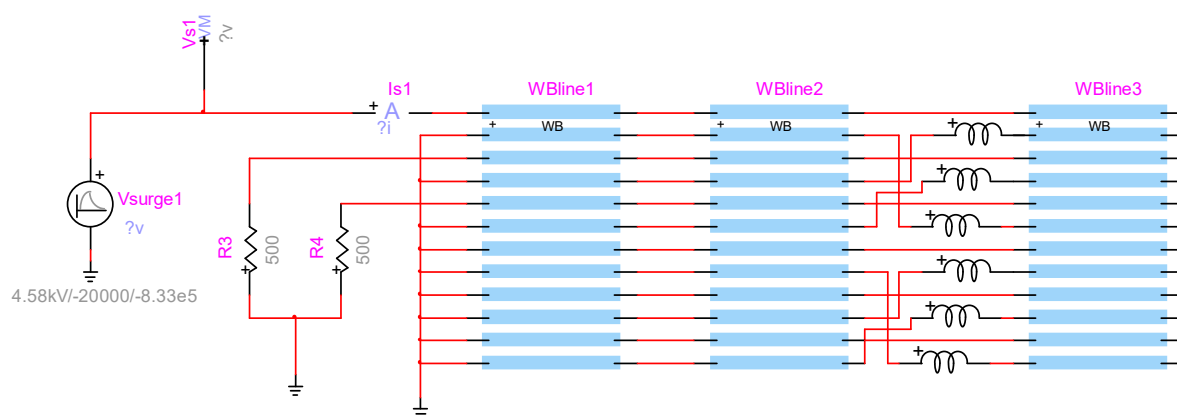 Vs1
VM
?v
Is1
A
?i
WBline1
WB
WBline2
WB
WBline3
WB
Vsurge1
?v
4.58kV/-20000/-8.33e5
R3
500
R4
500